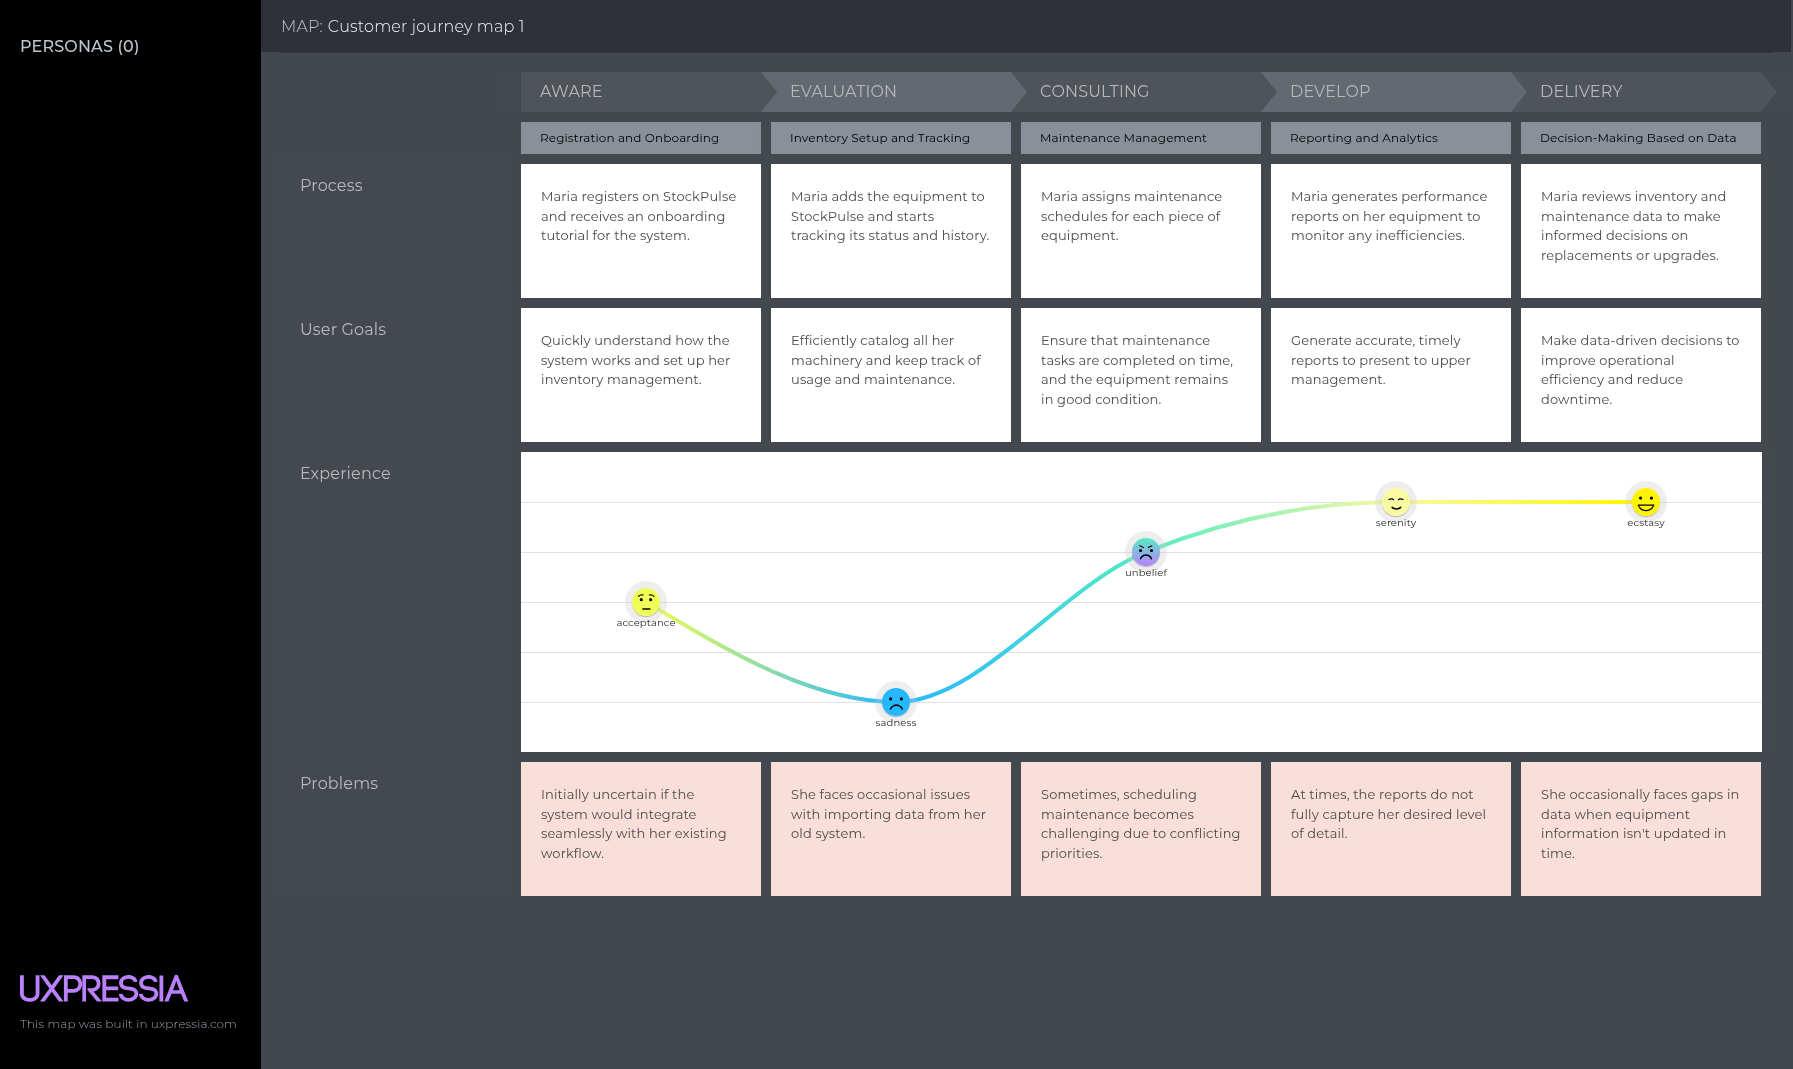 PERSONAS (0)
MAP: Customer journey map 1
AWARE
EVALUATION
CONSULTING
DEVELOP
DELIVERY
Registration and Onboarding
Inventory Setup and Tracking
Maintenance Management
Reporting and Analytics
Decision-Making Based on Data
Process
Maria registers on StockPulse
and receives an onboarding
tutorial for the system.
Maria adds the equipment to
StockPulse and starts
tracking its status and history.
Maria assigns maintenance
schedules for each piece of
equipment.
Maria generates performance
reports on her equipment to
monitor any inefficiencies.
Maria reviews inventory and
maintenance data to make
informed decisions on
replacements or upgrades.
User Goals
Quickly understand how the
system works and set up her
inventory management.
Efficiently catalog all her
machinery and keep track of
usage and maintenance.
Ensure that maintenance
tasks are completed on time,
and the equipment remains
in good condition.
Generate accurate, timely
reports to present to upper
management.
Make data-driven decisions to
improve operational
efficiency and reduce
downtime.
Experience
acceptance
sadness
unbelief
serenity
ecstasy
Problems
Initially uncertain if the
system would integrate
seamlessly with her existing
workflow.
She faces occasional issues
with importing data from her
old system.
Sometimes, scheduling
maintenance becomes
challenging due to conflicting
priorities.
At times, the reports do not
fully capture her desired level
of detail.
She occasionally faces gaps in
data when equipment
information isn't updated in
time.
UXPRESSIA
This map was built in uxpressia.com